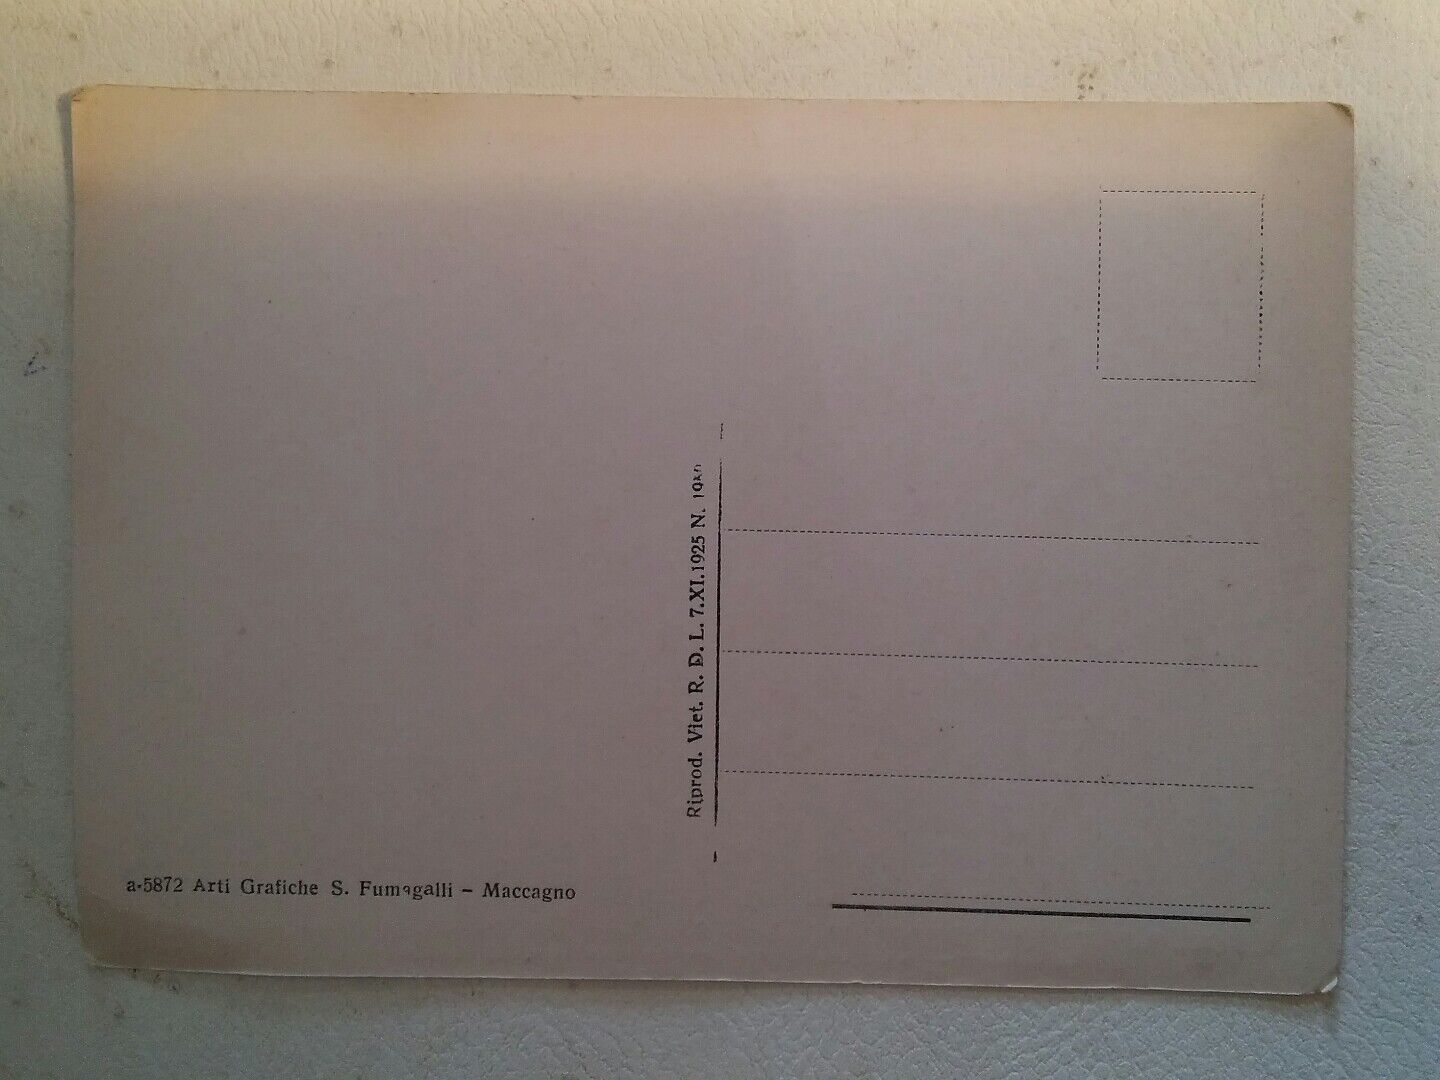 Riprod. Viet. R. D. L. 7.XI.1925 N.
a-5872 Arti Grafiche S. Fumagalli – Maccagno